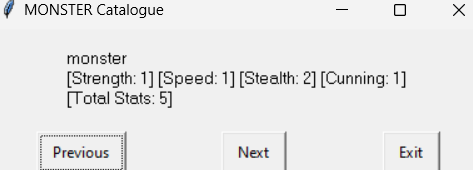 MONSTER Catalogue
monster
[Strength: 1] [Speed: 1] [Stealth: 2] [Cunning: 1]
[Total Stats: 5]
Previous
Next
Exit